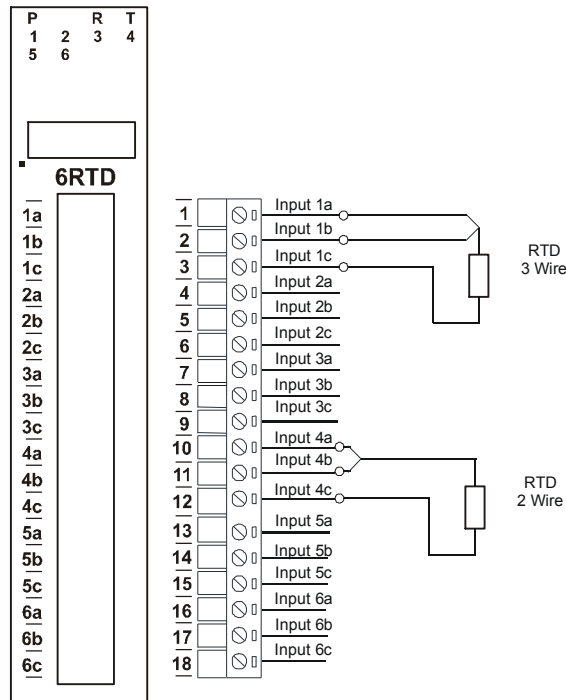 P R T
1 2 3 4
5 6
6RTD
1a
1b
1c
2a
2b
2c
3a
3b
3c
4a
4b
4c
5a
5b
5c
6a
6b
6c
1 Input 1a
2 Input 1b
3 Input 1c
4 Input 2a
5 Input 2b
6 Input 2c
7 Input 3a
8 Input 3b
9 Input 3c
10 Input 4a
11 Input 4b
12 Input 4c
13 Input 5a
14 Input 5b
15 Input 5c
16 Input 6a
17 Input 6b
18 Input 6c
RTD
3 Wire
RTD
2 Wire